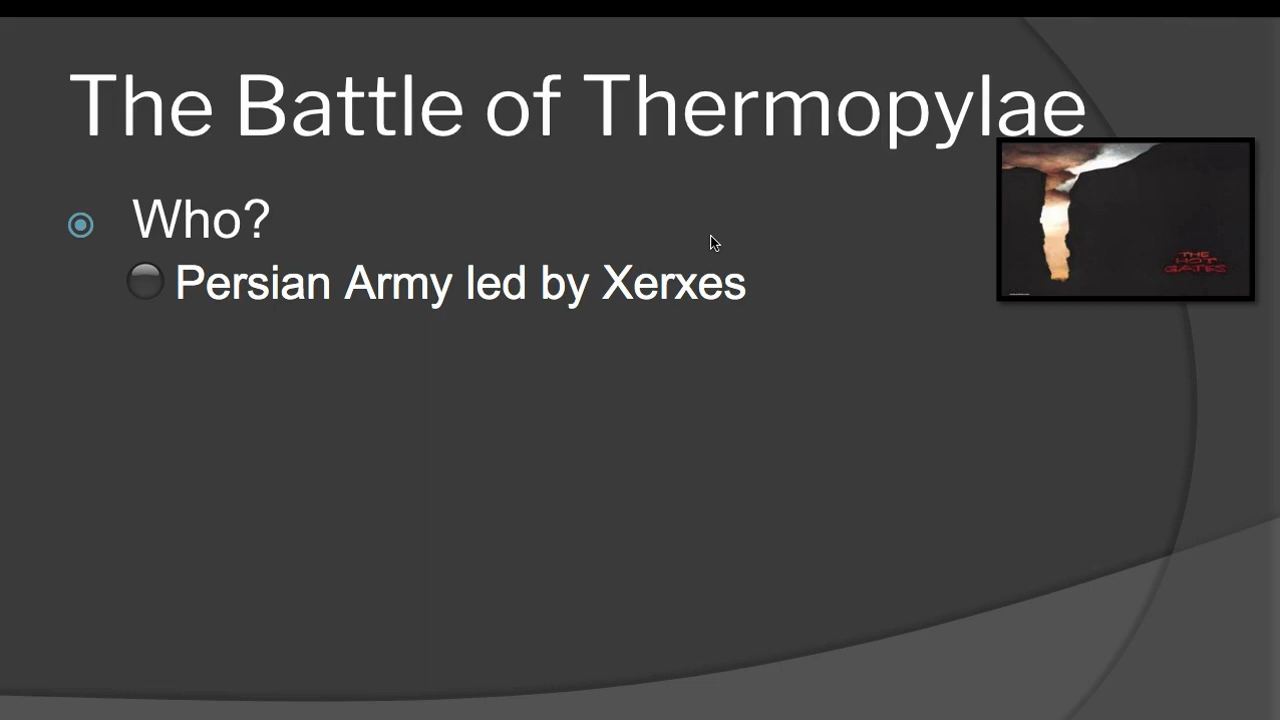 The Battle of Thermopylae
Who?
Persian Army led by Xerxes
THE
HOT
GATES